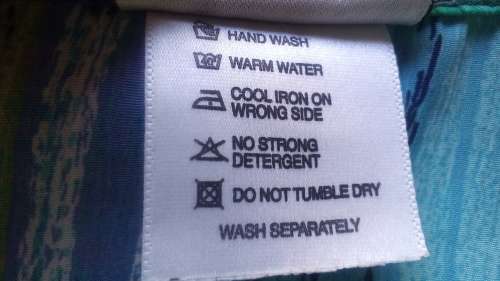 HAND WASH
WARM WATER
COOL IRON ON
WRONG SIDE
NO STRONG
DETERGENT
DO NOT TUMBLE DRY
WASH SEPARATELY